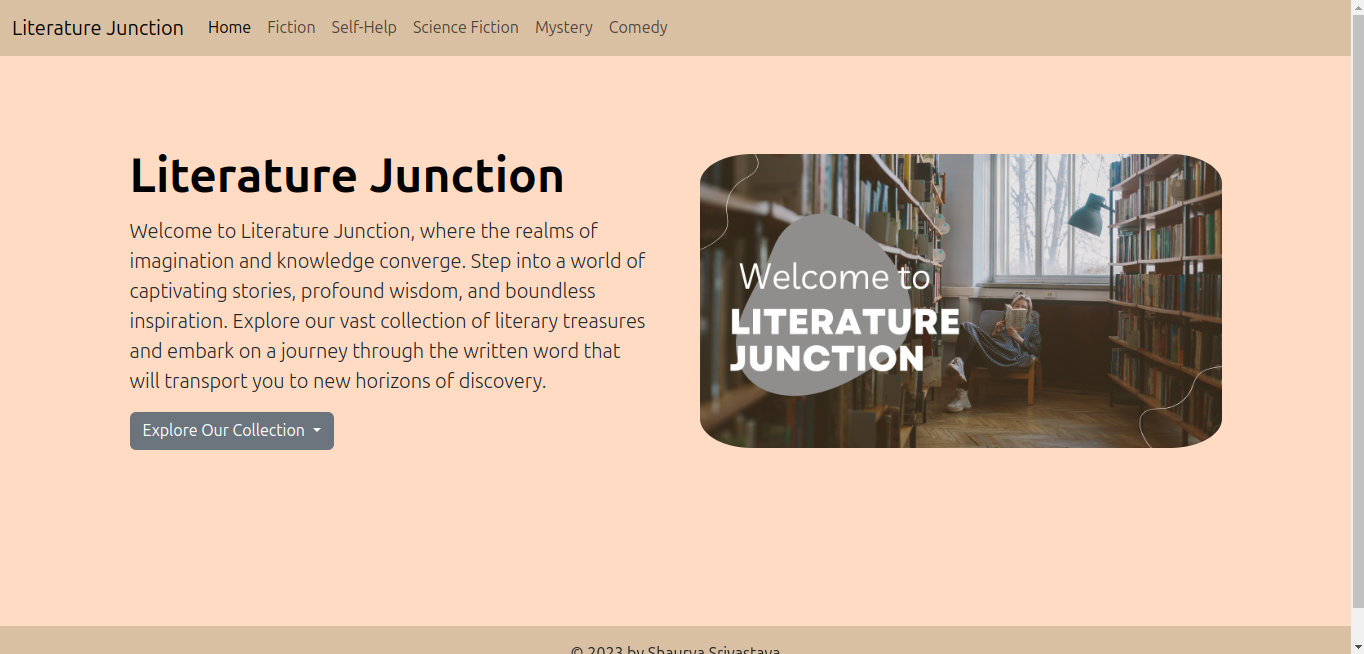 Literature Junction Home Fiction Self-Help Science Fiction Mystery Comedy
Literature Junction
Welcome to Literature Junction, where the realms of
imagination and knowledge converge. Step into a world of
captivating stories, profound wisdom, and boundless
inspiration. Explore our vast collection of literary treasures
and embark on a journey through the written word that
will transport you to new horizons of discovery.
Explore Our Collection
Welcome to
LITERATURE
JUNCTION
© 2023 by Shaurya Srivastava